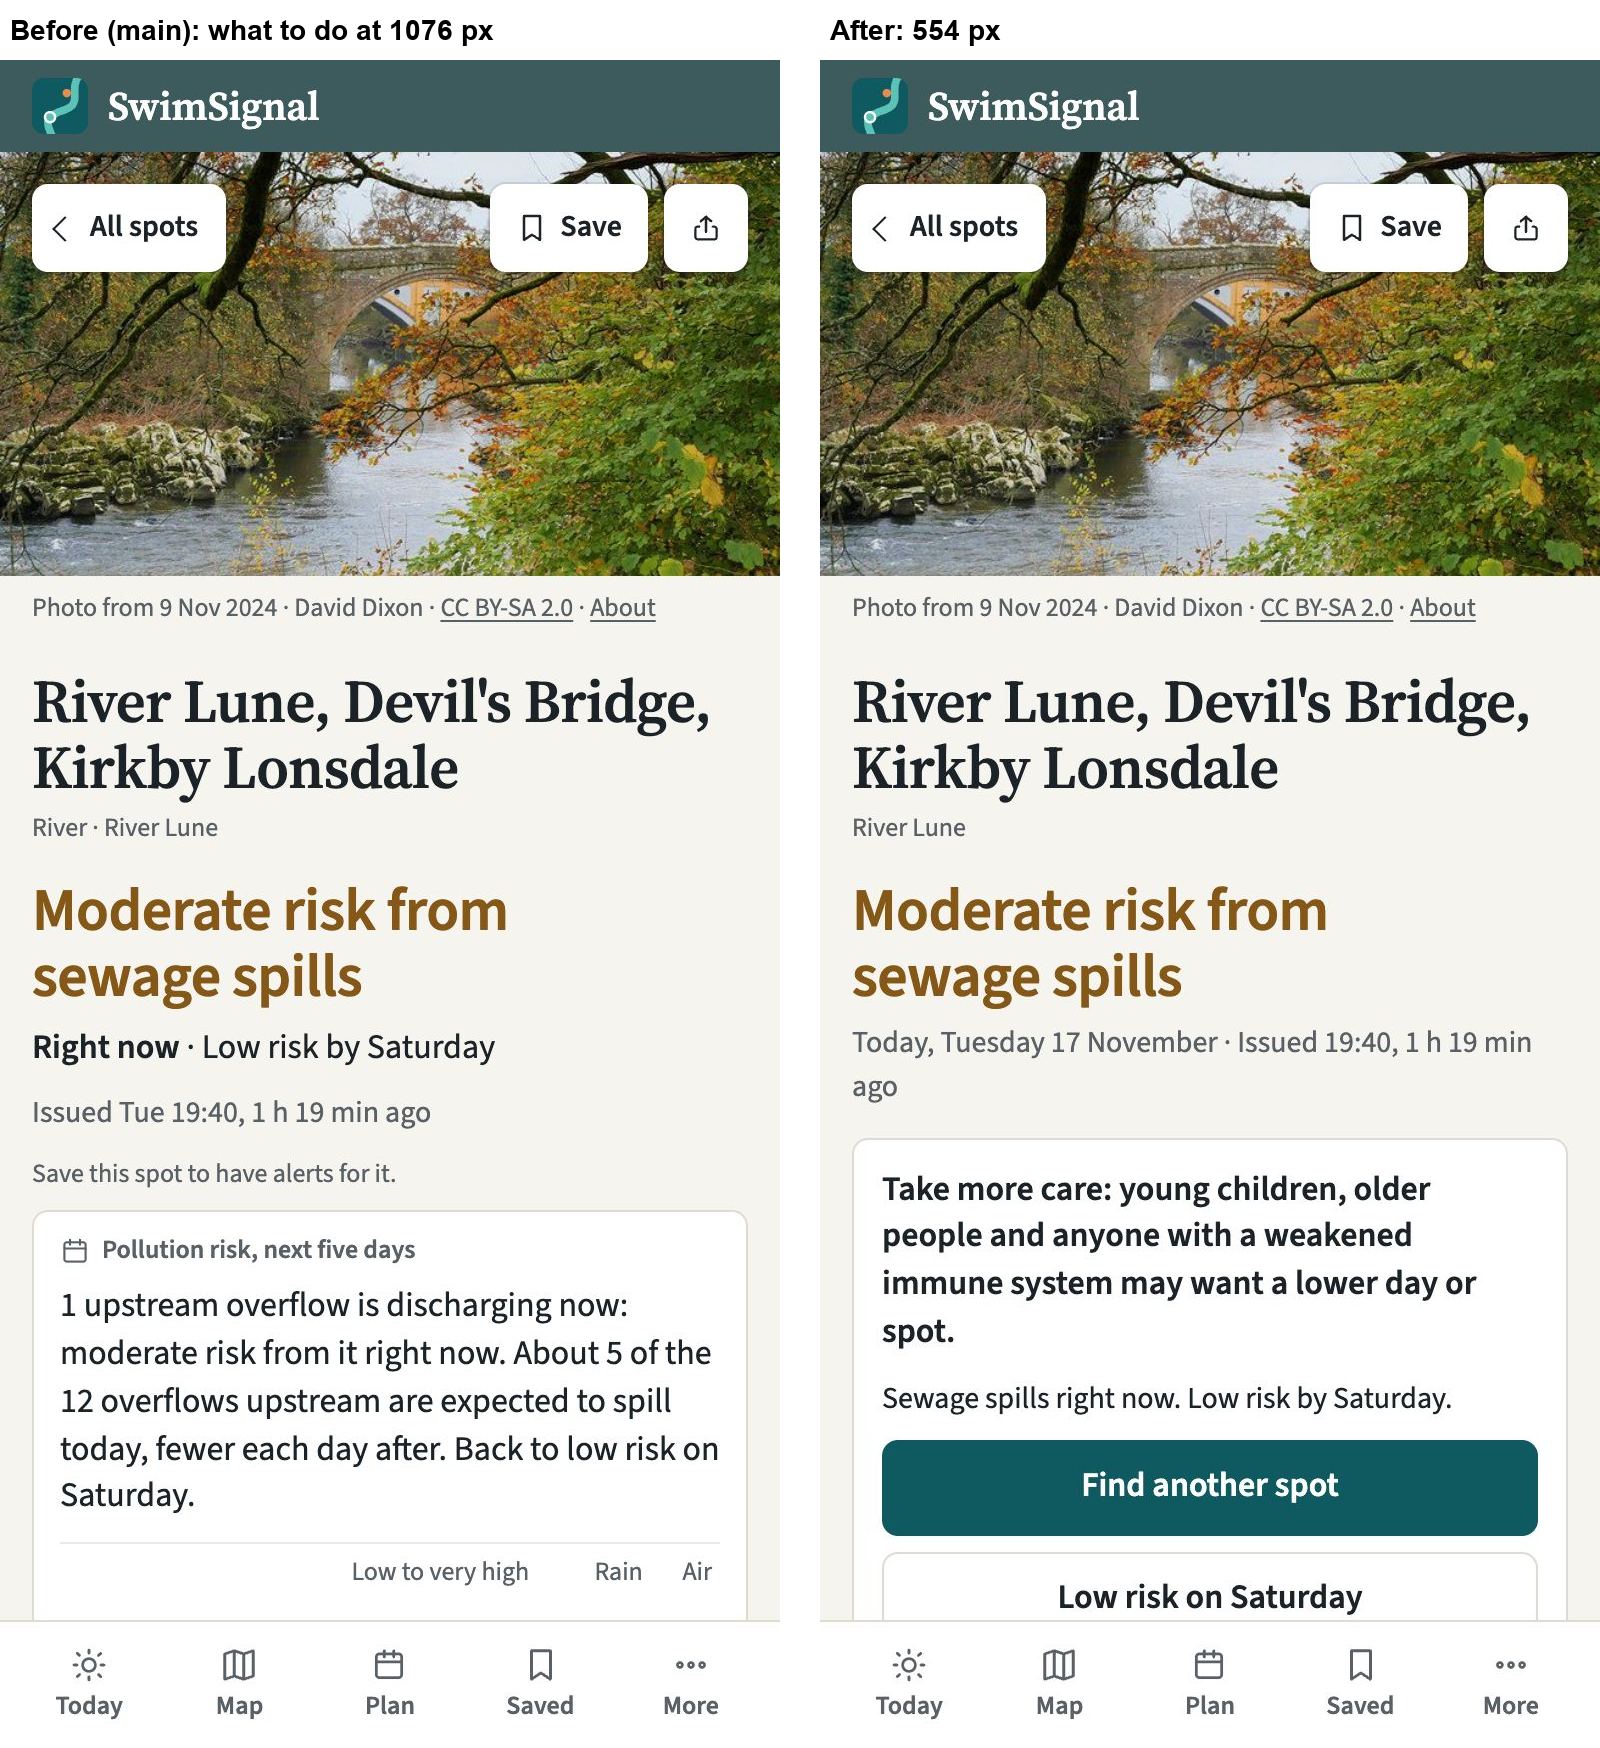 Before (main): what to do at 1076 px
SwimSignal
All spots
Save
Photo from 9 Nov 2024 · David Dixon · CC BY-SA 2.0 · About
River Lune, Devil's Bridge,
Kirkby Lonsdale
River · River Lune
Moderate risk from
sewage spills
Right now · Low risk by Saturday
Issued Tue 19:40, 1 h 19 min ago
Save this spot to have alerts for it.
Pollution risk, next five days
1 upstream overflow is discharging now:
moderate risk from it right now. About 5 of the
12 overflows upstream are expected to spill
today, fewer each day after. Back to low risk on
Saturday.
Low to very high Rain Air
Today Map Plan Saved More
After: 554 px
SwimSignal
All spots
Save
Photo from 9 Nov 2024 · David Dixon · CC BY-SA 2.0 · About
River Lune, Devil's Bridge,
Kirkby Lonsdale
River Lune
Moderate risk from
sewage spills
Today, Tuesday 17 November · Issued 19:40, 1 h 19 min
ago
Take more care: young children, older
people and anyone with a weakened
immune system may want a lower day or
spot.
Sewage spills right now. Low risk by Saturday.
Find another spot
Low risk on Saturday
Today Map Plan Saved More